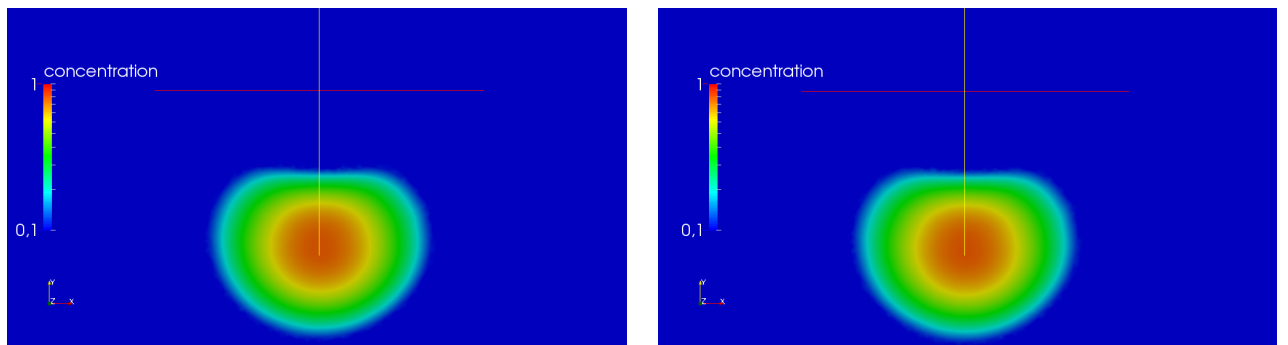 concentration
1
0,1
Y
Z X
concentration
1
0,1
Y
Z X